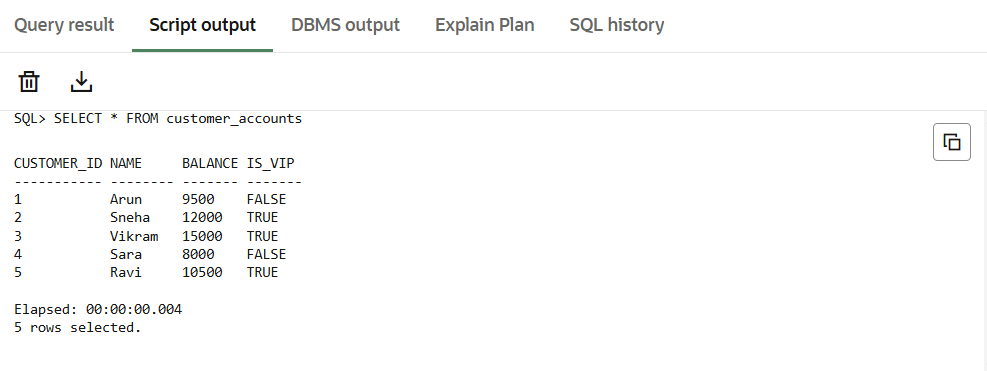 Query result Script output DBMS output Explain Plan SQL history
SQL> SELECT * FROM customer_accounts
CUSTOMER_ID NAME     BALANCE IS_VIP
----------- -------- ------- -------
1           Arun     9500    FALSE
2           Sneha    12000   TRUE
3           Vikram   15000   TRUE
4           Sara     8000    FALSE
5           Ravi     10500   TRUE
Elapsed: 00:00:00.004
5 rows selected.